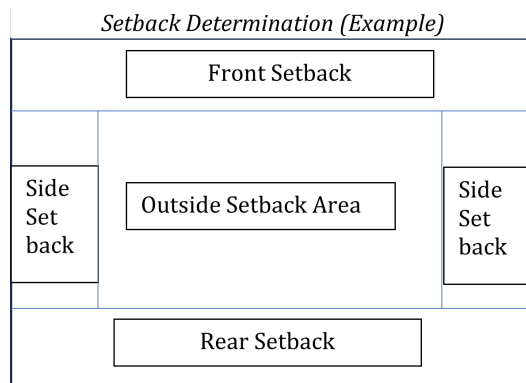 Setback Determination (Example)
Front Setback
Side
Set
back
Outside Setback Area
Side
Set
back
Rear Setback